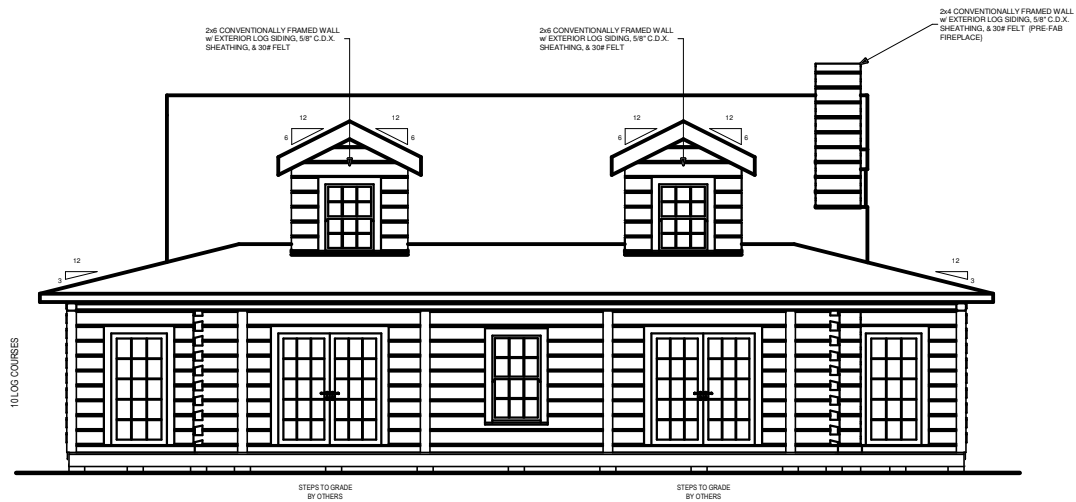 2x4 CONVENTIONALLY FRAMED WALL
w/ EXTERIOR LOG SIDING, 5/8" C.D.X.
SHEATHING, & 30# FELT (PRE-FAB
FIREPLACE)
2x6 CONVENTIONALLY FRAMED WALL
w/ EXTERIOR LOG SIDING, 5/8" C.D.X.
SHEATHING, & 30# FELT
2x6 CONVENTIONALLY FRAMED WALL
w/ EXTERIOR LOG SIDING, 5/8" C.D.X.
SHEATHING, & 30# FELT
12
6
12
6
12
6
12
6
12
3
12
3
10 LOG COURSES
STEPS TO GRADE
BY OTHERS
STEPS TO GRADE
BY OTHERS